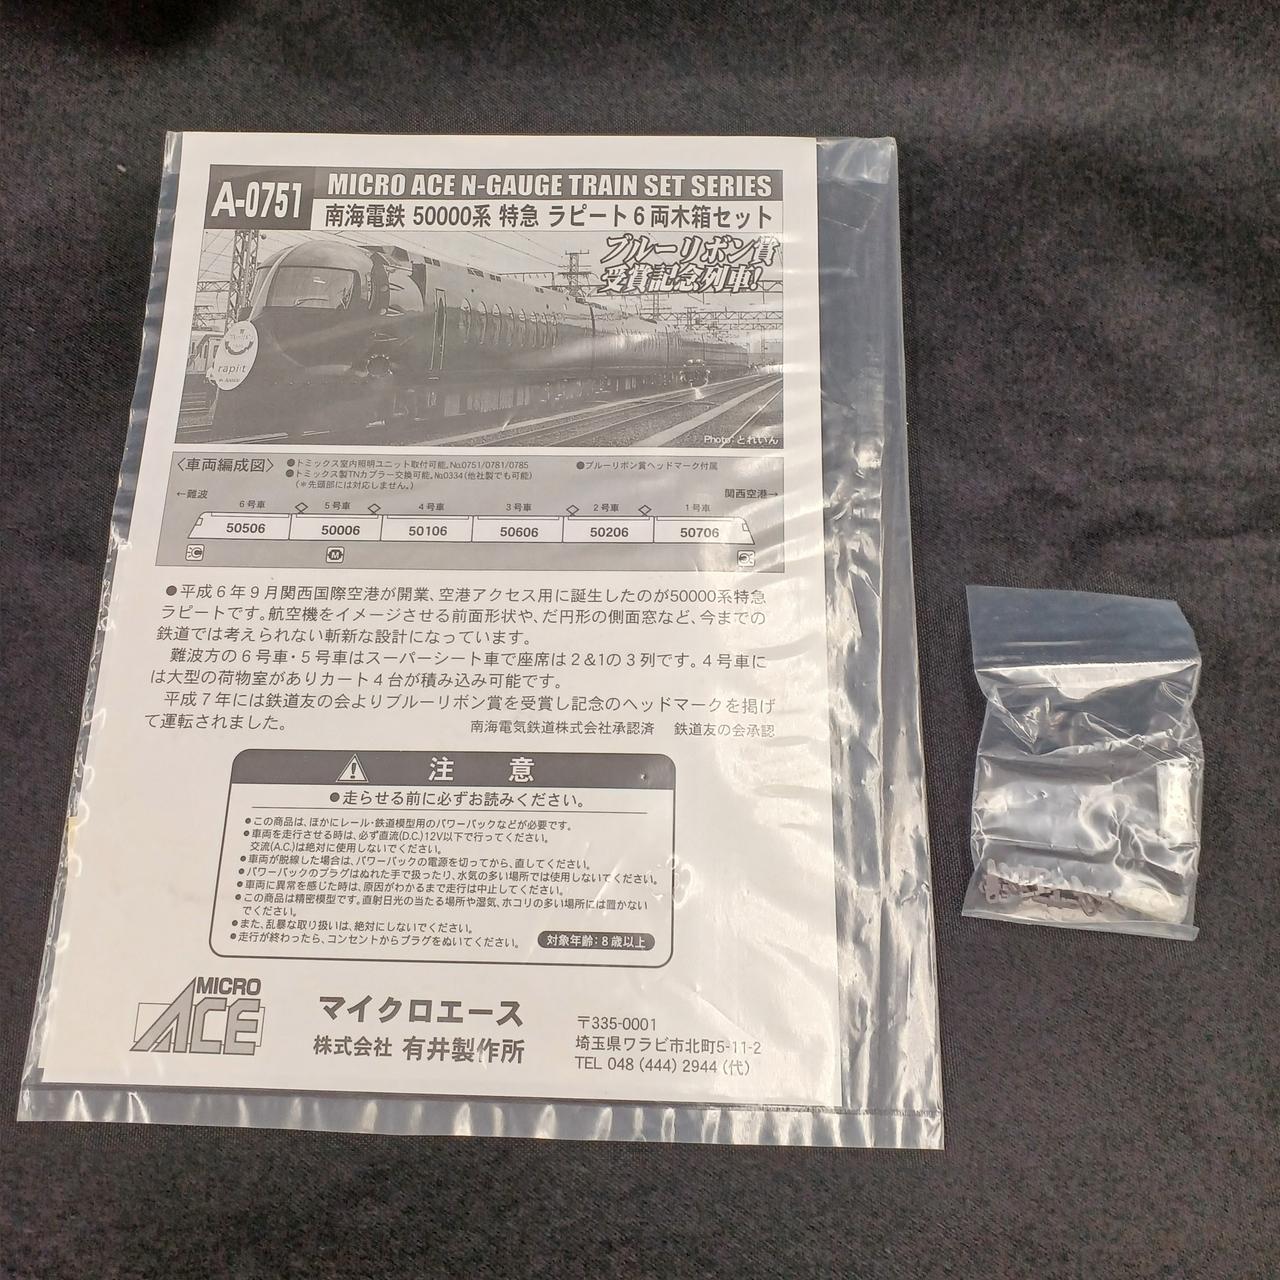 A-0751
MICRO ACE N-GAUGE TRAIN SET SERIES
南海電鉄 50000系 特急 ラピート6両木箱セット
ブルーリボン賞
受賞記念列車!
rapi:t
Photo:とれいん
〈車両編成図〉
●トミックス室内照明ユニット取付可能。No.0751/0781/0785
●ブルーリボン賞ヘッドマーク付属
●トミックス製TNカプラー交換可能。No.0334(他社製でも可能)
(*先頭部には対応しません。)
←難波
関西空港→
6号車 5号車 4号車 3号車 2号車 1号車
50506 50006 50106 50606 50206 50706
M
●平成6年9月関西国際空港が開業、空港アクセス用に誕生したのが50000系特急
ラピートです。航空機をイメージさせる前面形状や、だ円形の側面窓など、今までの
鉄道では考えられない斬新な設計になっています。
難波方の6号車・5号車はスーパーシート車で座席は2&1の3列です。4号車に
は大型の荷物室がありカート4台が積み込み可能です。
平成7年には鉄道友の会よりブルーリボン賞を受賞し記念のヘッドマークを掲げ
て運転されました。
南海電気鉄道株式会社承認済 鉄道友の会承認
注 意
●走らせる前に必ずお読みください。
●この商品は、ほかにレール・鉄道模型用のパワーパックなどが必要です。
●車両を走行させる時は、必ず直流(D.C.)12V以下で行ってください。
交流(A.C.)は絶対に使用しないでください。
●車両が脱線した場合は、パワーパックの電源を切ってから、直してください。
●パワーパックのプラグはぬれた手で扱ったり、水気の多い場所では使用しないでください。
●車両に異常を感じた時は、原因がわかるまで走行は中止してください。
●この商品は精密模型です。直射日光の当たる場所や湿気、ホコリの多い場所には置かない
でください。
●また、乱暴な取り扱いは、絶対にしないでください。
●走行が終わったら、コンセントからプラグをぬいてください。
対象年齢:8歳以上
MICRO
ACE
マイクロエース
株式会社 有井製作所
〒335-0001
埼玉県ワラビ市北町5-11-2
TEL 048 (444) 2944 (代)